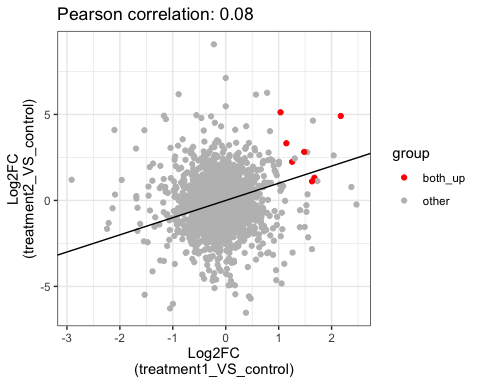 Pearson correlation: 0.08
Log2FC
(treatment2_VS_control)
5
0
-5
-3
-2
-1
0
1
2
Log2FC
(treatment1_VS_control)
group
both_up
other